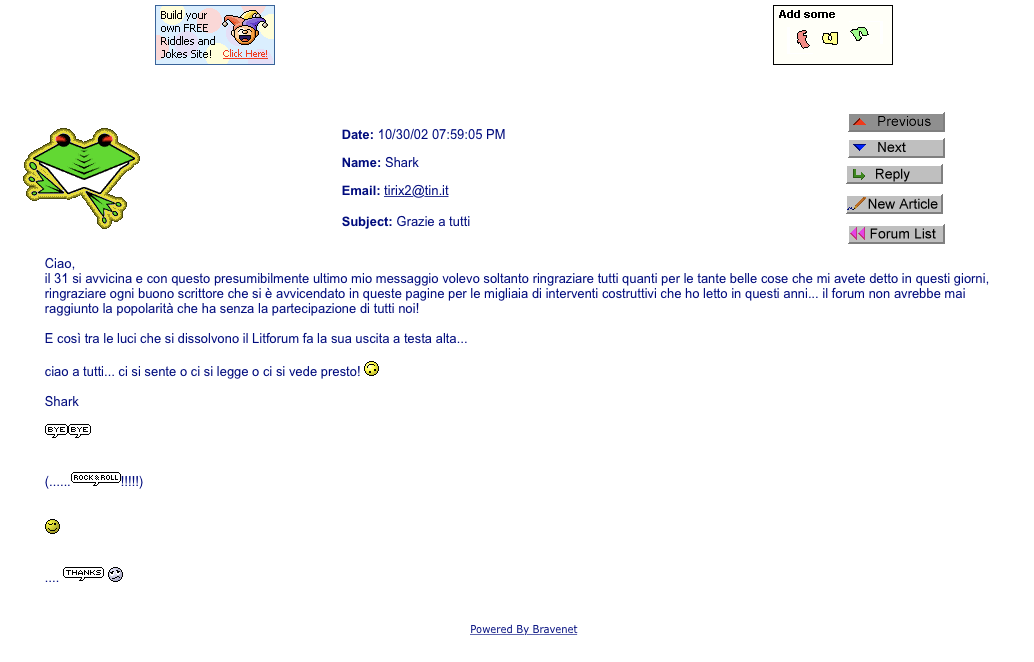 Build your
own FREE
Riddles and
Jokes Site! Click Here!
Add some
Date: 10/30/02 07:59:05 PM
Name: Shark
Email: tirix2@tin.it
Subject: Grazie a tutti
Previous
Next
Reply
New Article
Forum List
Ciao,
il 31 si avvicina e con questo presumibilmente ultimo mio messaggio volevo soltanto ringraziare tutti quanti per le tante belle cose che mi avete detto in questi giorni,
ringraziare ogni buono scrittore che si è avvicendato in queste pagine per le migliaia di interventi costruttivi che ho letto in questi anni... il forum non avrebbe mai
raggiunto la popolarità che ha senza la partecipazione di tutti noi!
E così tra le luci che si dissolvono il Litforum fa la sua uscita a testa alta...
ciao a tutti... ci si sente o ci si legge o ci si vede presto!
Shark
BYE BYE
(......ROCK & ROLL!!!!!)
.... THANKS
Powered By Bravenet